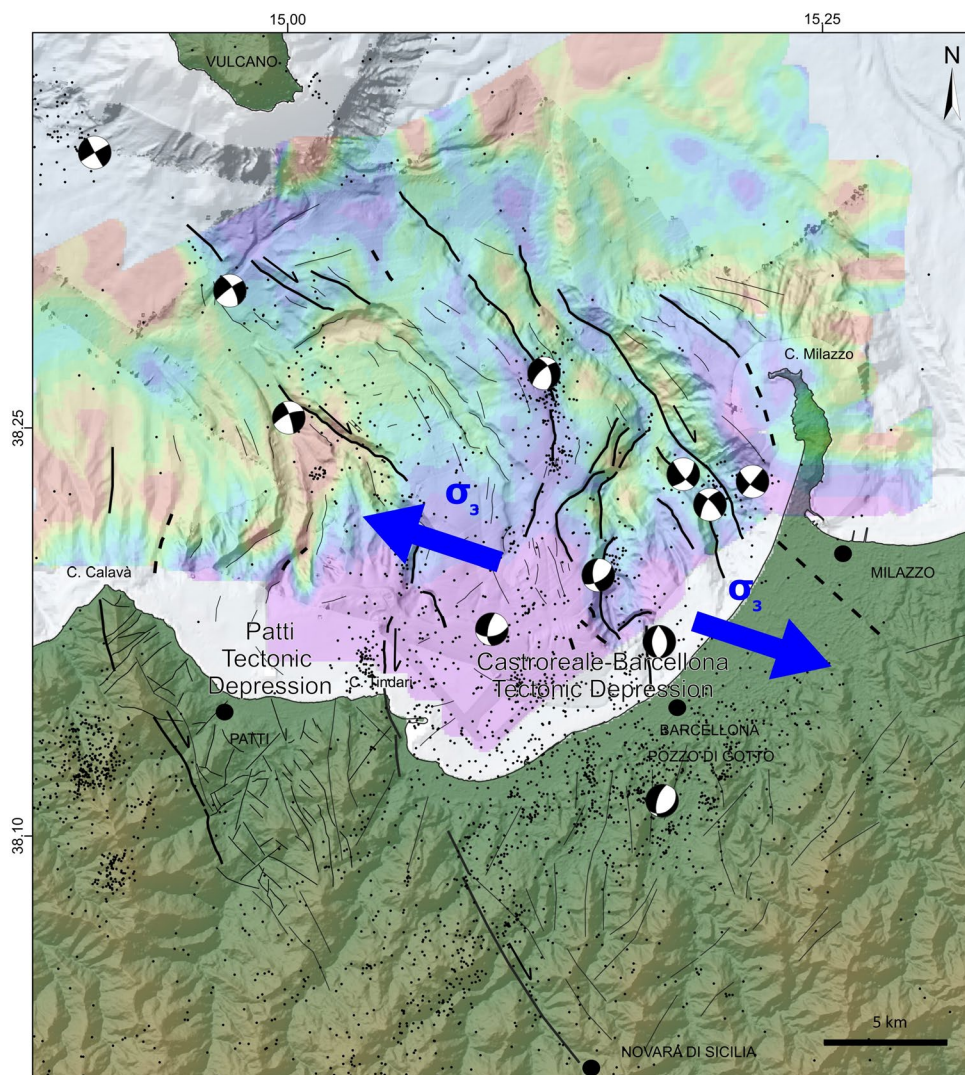 15,00
15,25
VULCANO
N
C. Milazzo
38,25
σ3
C. Calavà
MILAZZO
σ3
Patti
Tectonic
Depression
Castroreale-Barcellona
Tectonic Depression
C. Tindari
PATTI
BARCELLONA
POZZO DI GOTTO
38,10
5 km
NOVARA DI SICILIA